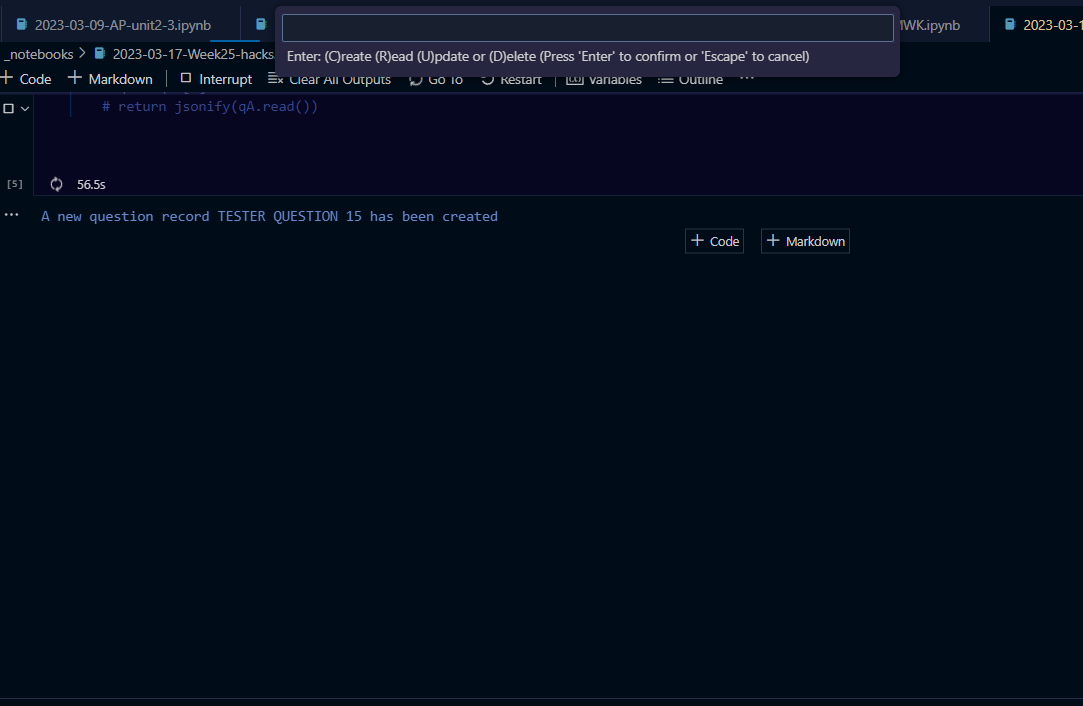 2023-03-09-AP-unit2-3.ipynb
MWK.ipynb
2023-03-1
_notebooks > 2023-03-17-Week25-hacks
Enter: (C)reate (R)ead (U)pdate or (D)elete (Press 'Enter' to confirm or 'Escape' to cancel)
+ Code + Markdown | Interrupt Clear All Outputs Go To Restart | Variables Outline ...
# return jsonify(qA.read())
[5] 56.5s
... A new question record TESTER QUESTION 15 has been created
+ Code + Markdown